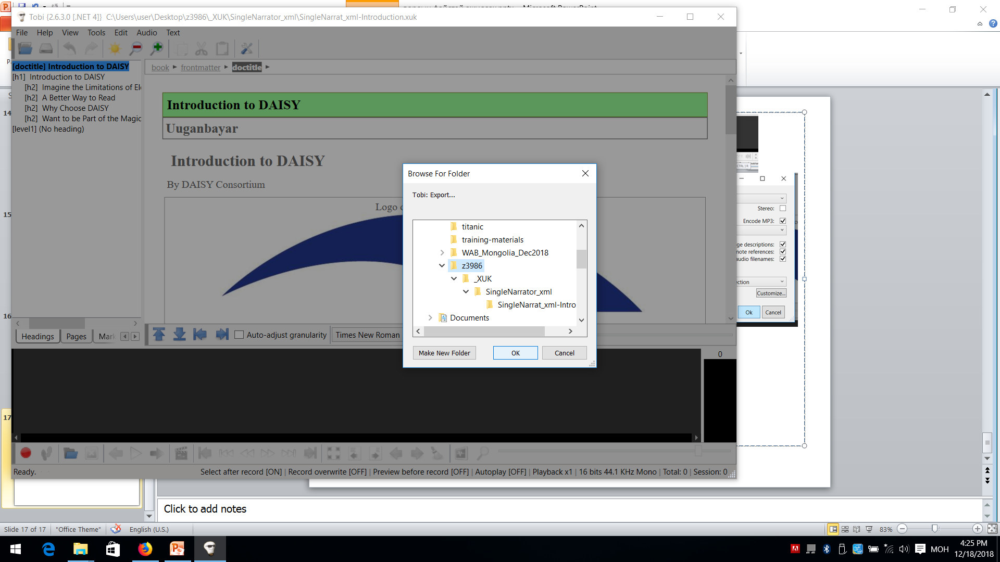 Tobi {2.6.3.0 [.NET 4]} C:\Users\user\Desktop\z3986\_XUK\SingleNarrator_xml\SingleNarrat_xml-Introduction.xuk
File Help View Tools Edit Audio Text
[doctitle] Introduction to DAISY
[h1] Introduction to DAISY
[h2] Imagine the Limitations of El
[h2] A Better Way to Read
[h2] Why Choose DAISY
[h2] Want to be Part of the Magic
[level1] (No heading)
book frontmatter doctitle
Introduction to DAISY
Uuganbayar
Introduction to DAISY
By DAISY Consortium
Logo
Browse For Folder
Tobi: Export...
titanic
training-materials
WAB_Mongolia_Dec2018
z3986
_XUK
SingleNarrator_xml
SingleNarrat_xml-Intro
Documents
Make New Folder OK Cancel
Stereo:
Encode MP3:
ge descriptions:
note references:
audio filenames:
ction
Customize...
Ok Cancel
Headings Pages Mark
Auto-adjust granularity Times New Roman
0
Ready.
Select after record [ON] | Record overwrite [OFF] | Preview before record [OFF] | Autoplay [OFF] | Playback x1 | 16 bits 44.1 KHz Mono | Total: 0 | Session: 0
14
15
16
17
Click to add notes
Slide 17 of 17 "Office Theme" English (U.S.) 83%
MOH
4:25 PM
12/18/2018